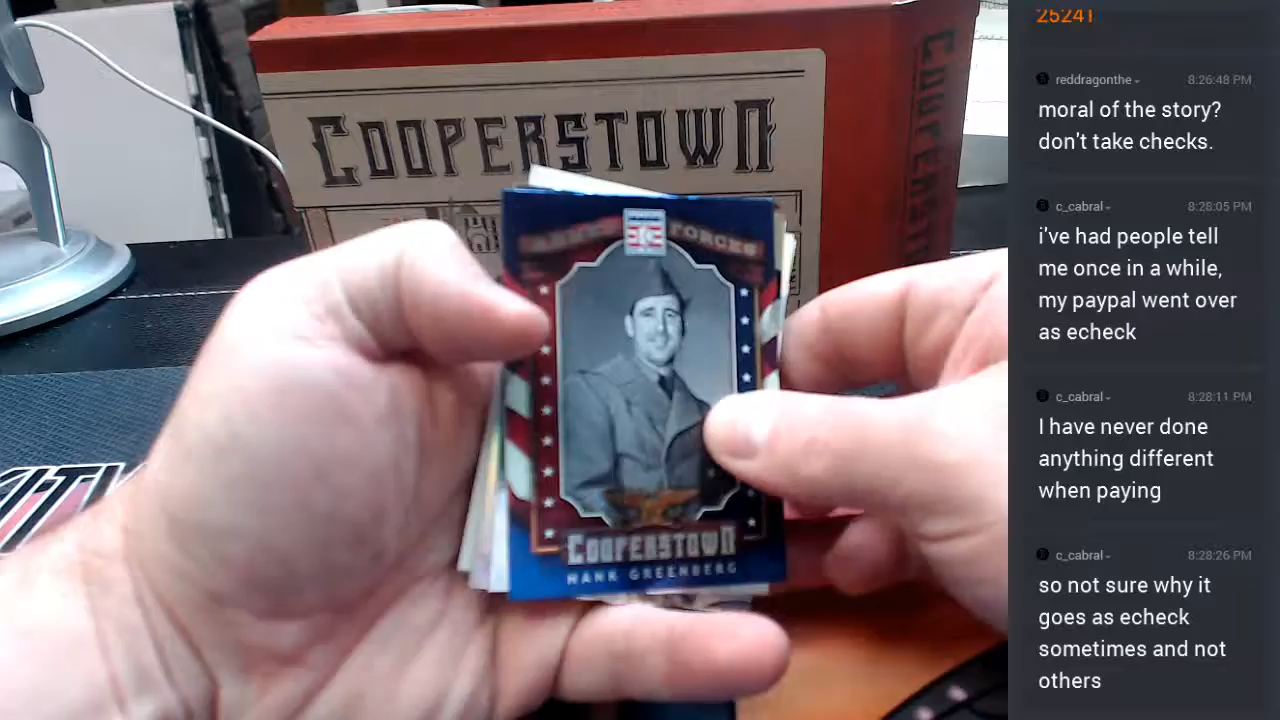 COOPERSTOWN
COOPERSTOWN
FORCES
COOPERSTOWN
HANK GREENBERG
25241
reddragonthe
8:26:48 PM
moral of the story?
don't take checks.
c_cabral
8:28:05 PM
i've had people tell
me once in a while,
my paypal went over
as echeck
c_cabral
8:28:11 PM
I have never done
anything different
when paying
c_cabral
8:28:26 PM
so not sure why it
goes as echeck
sometimes and not
others